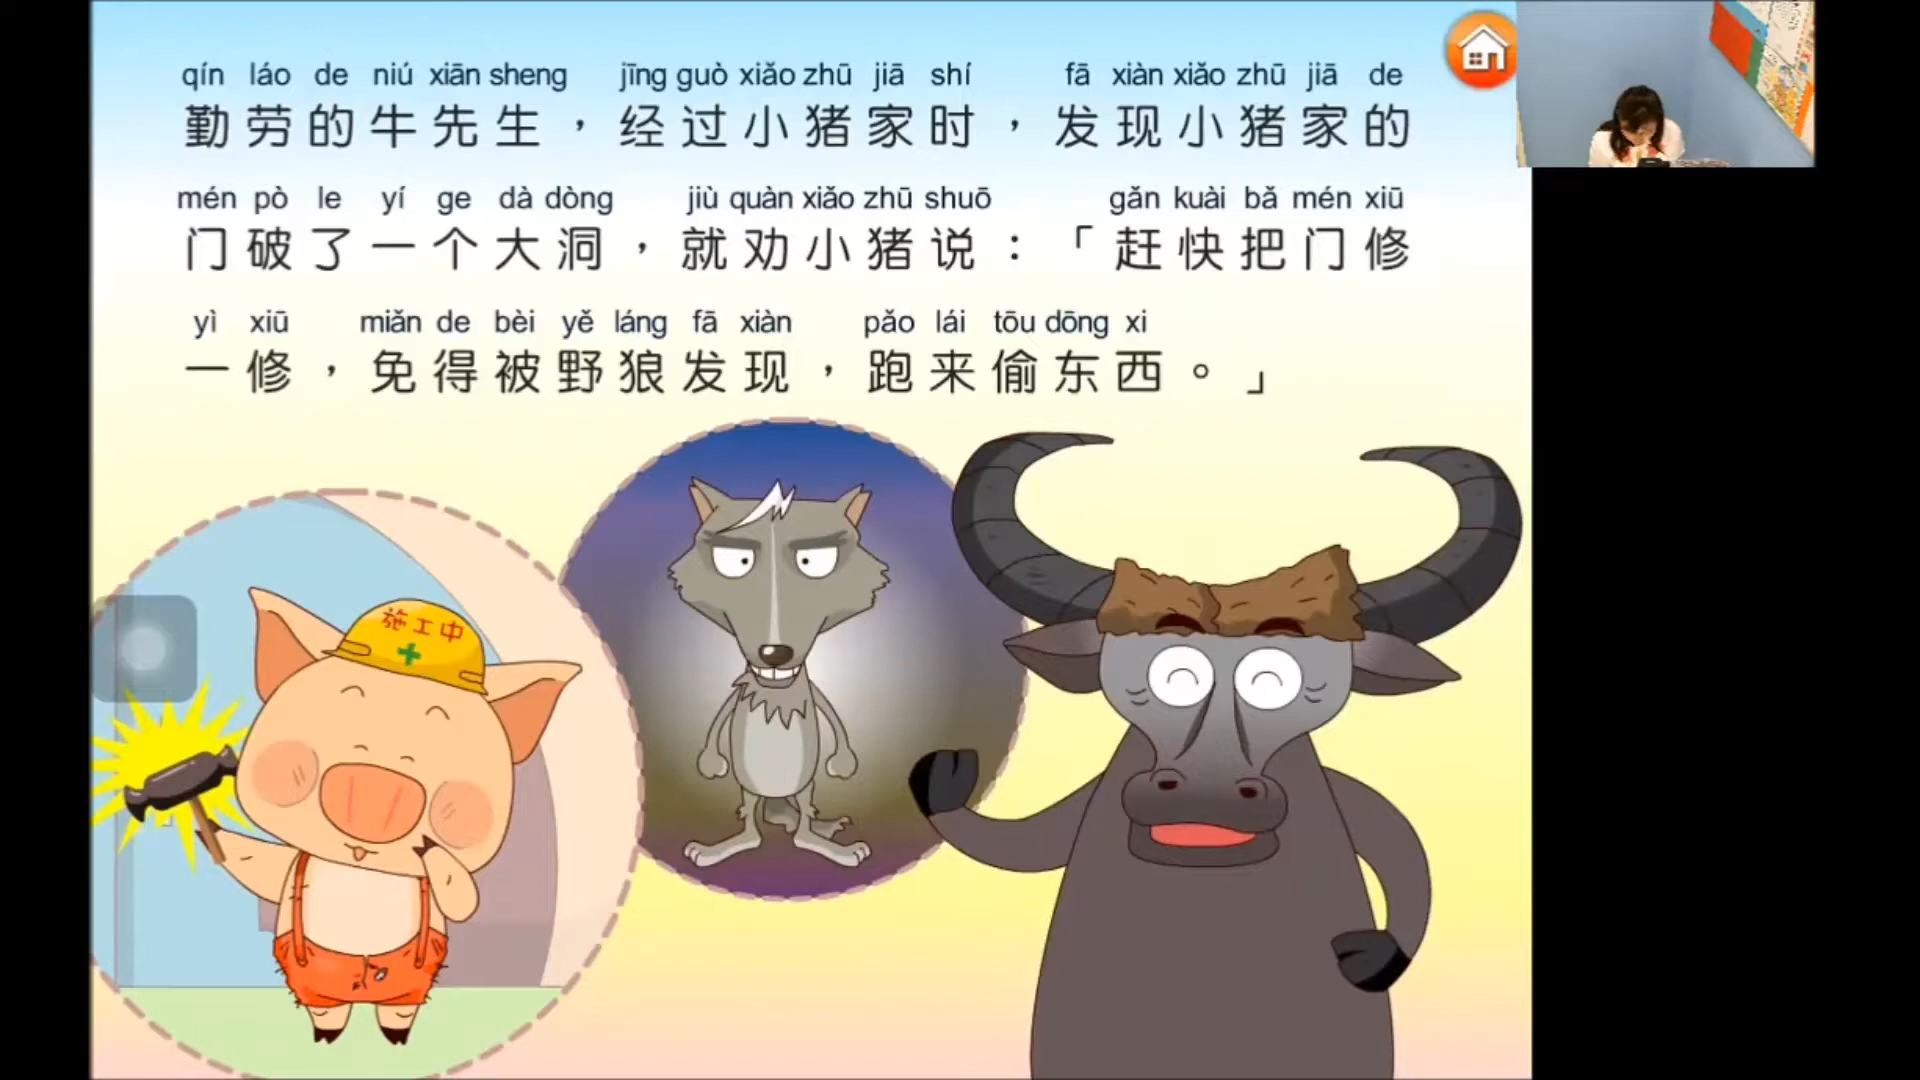 qín láo de niú xiān sheng jīng guò xiǎo zhū jiā shí fā xiàn xiǎo zhū jiā de
勤劳的牛先生，经过小猪家时，发现小猪家的
mén pò le yí ge dà dòng jiù quàn xiǎo zhū shuō gǎn kuài bǎ mén xiū
门破了一个大洞，就劝小猪说：「赶快把门修
yì xiū miǎn de bèi yě láng fā xiàn pǎo lái tōu dōng xi
一修，免得被野狼发现，跑来偷东西。」
施工中